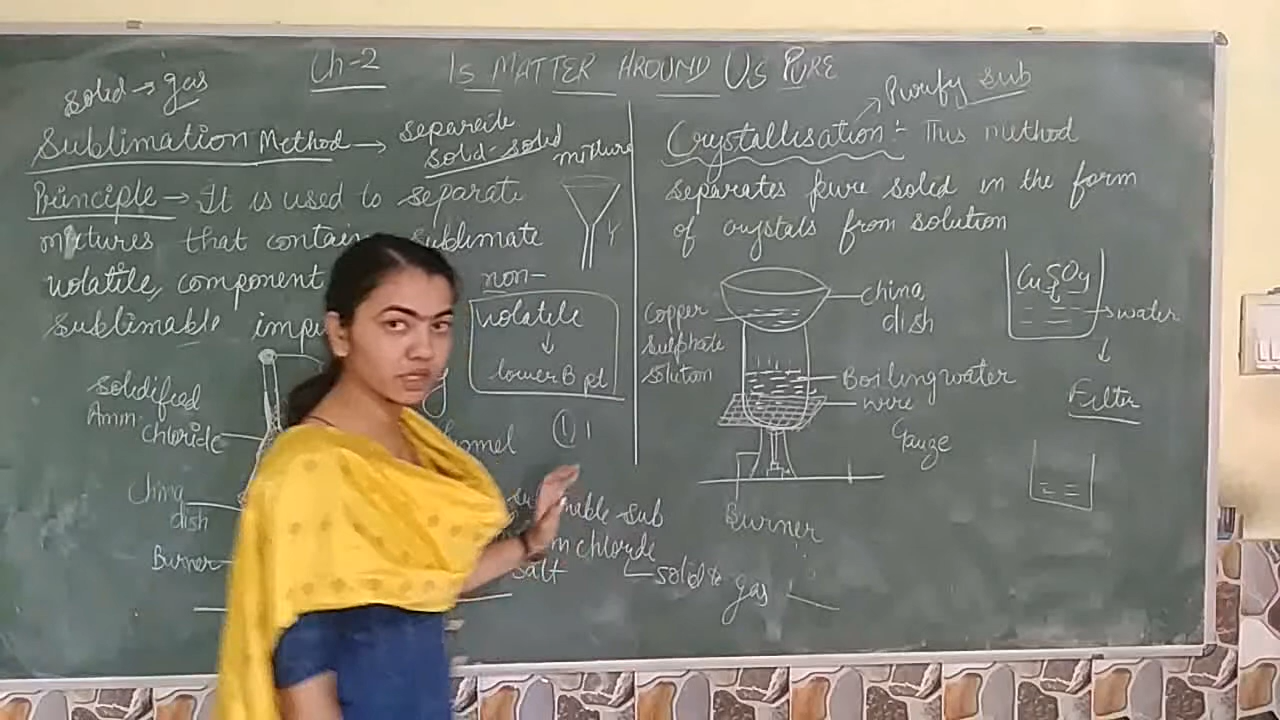 Ch-2 IS MATTER AROUND US PURE
solid → gas
Sublimation Method → separate
solid-solid
mixture
Principle → It is used to separate
mixtures that contain sublimate
volatile, component
non-
sublimable
volatile
↓
lower B pt
solidified
Amm.
chloride
China
dish
Burner
sub
chloride
salt
solid to
gas
Purify sub
Crystallisation :- This method
separates pure solid in the form
of crystals from solution
Copper
sulphate
solution
China
dish
Boiling water
wire
Gauze
Burner
CuSO4
water
↓
Filter